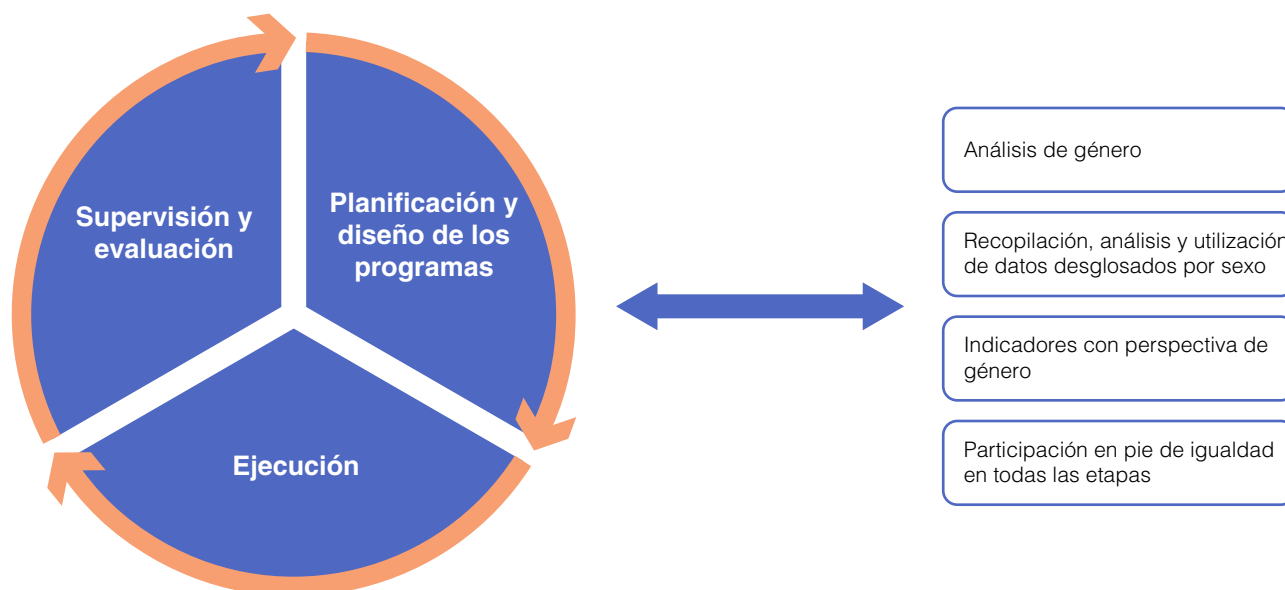 Supervisión y
evaluación
Planificación y
diseño de los
programas
Ejecución
Análisis de género
Recopilación, análisis y utilización
de datos desglosados por sexo
Indicadores con perspectiva de
género
Participación en pie de igualdad
en todas las etapas